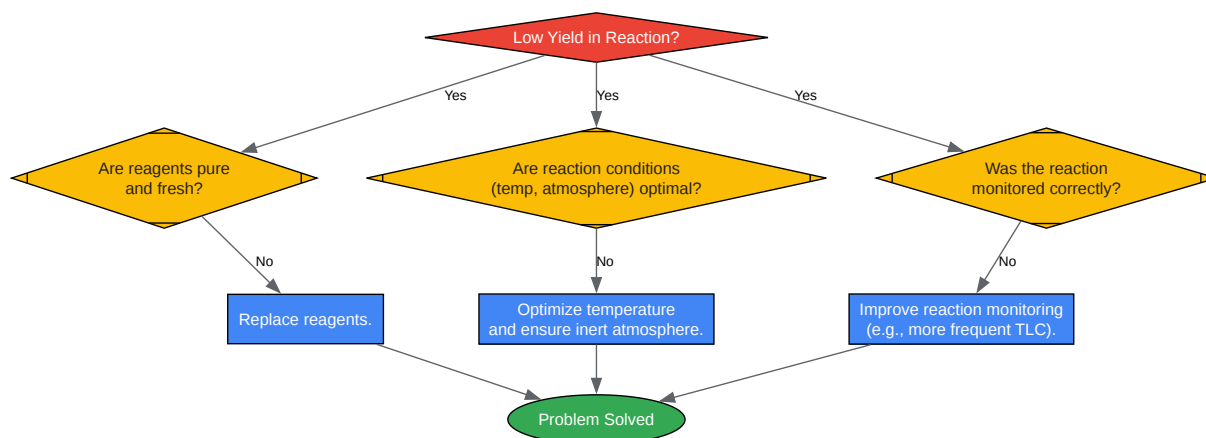 Low Yield in Reaction?
Yes
Yes
Yes
Are reagents pure
and fresh?
Are reaction conditions
(temp, atmosphere) optimal?
Was the reaction
monitored correctly?
No
No
No
Replace reagents.
Optimize temperature
and ensure inert atmosphere.
Improve reaction monitoring
(e.g., more frequent TLC).
Problem Solved